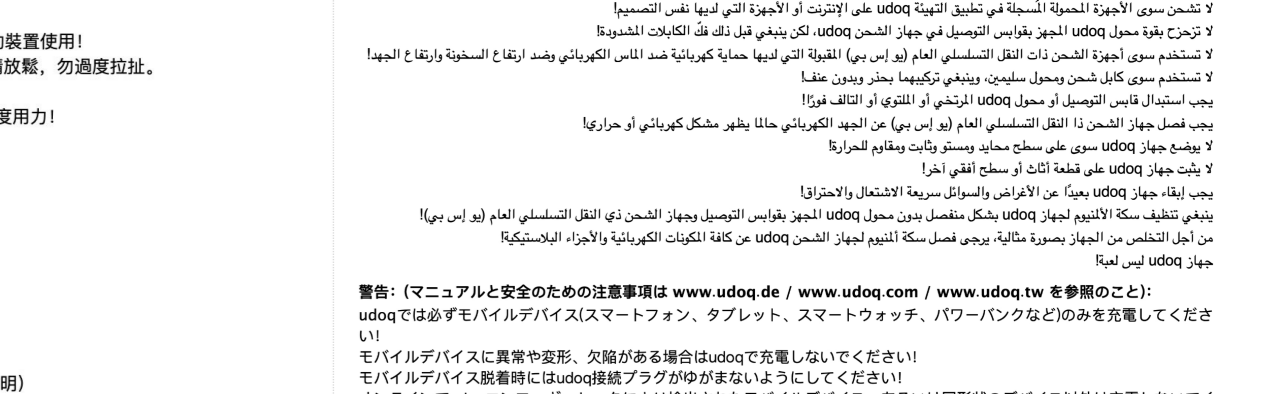 動裝置使用！
請放鬆，勿過度拉扯。
度用力！
明）
لا تشحن سوى الأجهزة المحمولة المُسجلة في تطبيق التهيئة udoq على الإنترنت أو الأجهزة التي لديها نفس التصميم!
لا تزحزح بقوة محول udoq المجهز بقوابس التوصيل في جهاز الشحن udoq، لكن ينبغي قبل ذلك فكّ الكابلات المشدودة!
لا تستخدم سوى أجهزة الشحن ذات النقل التسلسلي العام (يو إس بي) المقبولة التي لديها حماية كهربائية ضد الماس الكهربائي وضد ارتفاع السخونة وارتفاع الجهد!
لا تستخدم سوى كابل شحن ومحول سليمين، وينبغي تركيبهما بحذر وبدون عنف!
يجب استبدال قابس التوصيل أو محول udoq المرتخي أو الملتوي أو التالف فورًا!
يجب فصل جهاز الشحن ذا النقل التسلسلي العام (يو إس بي) عن الجهد الكهربائي حالما يظهر مشكل كهربائي أو حراري!
لا يوضع جهاز udoq سوى على سطح محايد ومستو وثابت ومقاوم للحرارة!
لا يثبت جهاز udoq على قطعة أثاث أو سطح أفقي آخر!
يجب إبقاء جهاز udoq بعيدًا عن الأغراض والسوائل سريعة الاشتعال والاحتراق!
ينبغي تنظيف سكة الألمنيوم لجهاز udoq بشكل منفصل بدون محول udoq المجهز بقوابس التوصيل وجهاز الشحن ذي النقل التسلسلي العام (يو إس بي)!
من أجل التخلص من الجهاز بصورة مثالية، يرجى فصل سكة ألمنيوم لجهاز الشحن udoq عن كافة المكونات الكهربائية والأجزاء البلاستيكية!
جهاز udoq ليس لعبة!
警告：（マニュアルと安全のための注意事項は www.udoq.de / www.udoq.com / www.udoq.tw を参照のこと）：
udoqでは必ずモバイルデバイス(スマートフォン、タブレット、スマートウォッチ、パワーバンクなど)のみを充電してくださ
い!
モバイルデバイスに異常や変形、欠陥がある場合はudoqで充電しないでください!
モバイルデバイス脱着時にはudoq接続プラグがゆがまないようにしてください!